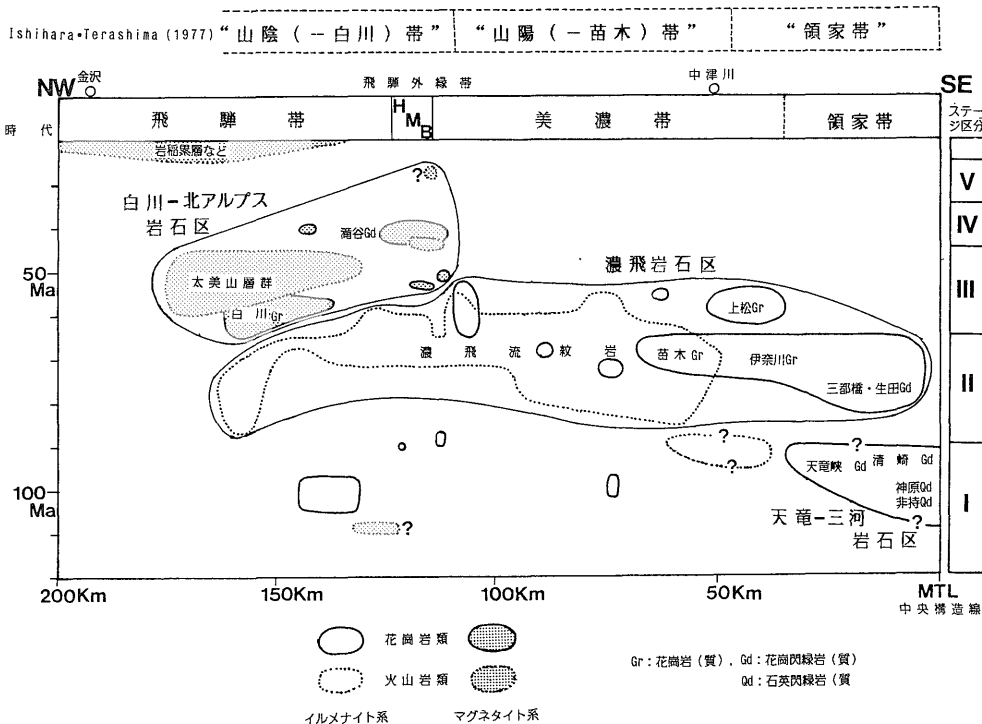 Ishihara•Terashima (1977) “山陰（－白川）帯” “山陽（－苗木）帯” “領家帯”
NW 金沢 飛騨外縁帯 中津川 SE
時代 飛騨帯 HMB 美濃帯 領家帯 ステージ区分
岩稲累層など
V
?
白川－北アルプス
岩石区
IV
滝谷Gd
50
Ma
太美山層群
濃飛岩石区
III
白川Gr
上松Gr
濃飛流紋岩
苗木Gr
伊奈川Gr
II
三都橋・生田Gd
?
?
?
天竜峡Gd
清崎Gd
100
Ma
神原Qd
非持Qd
I
?
天竜－三河
岩石区
?
200Km 150Km 100Km 50Km MTL
中央構造線
花崗岩類
火山岩類
イルメナイト系 マグネタイト系
Gr：花崗岩（質）, Gd：花崗閃緑岩（質）
Qd：石英閃緑岩（質